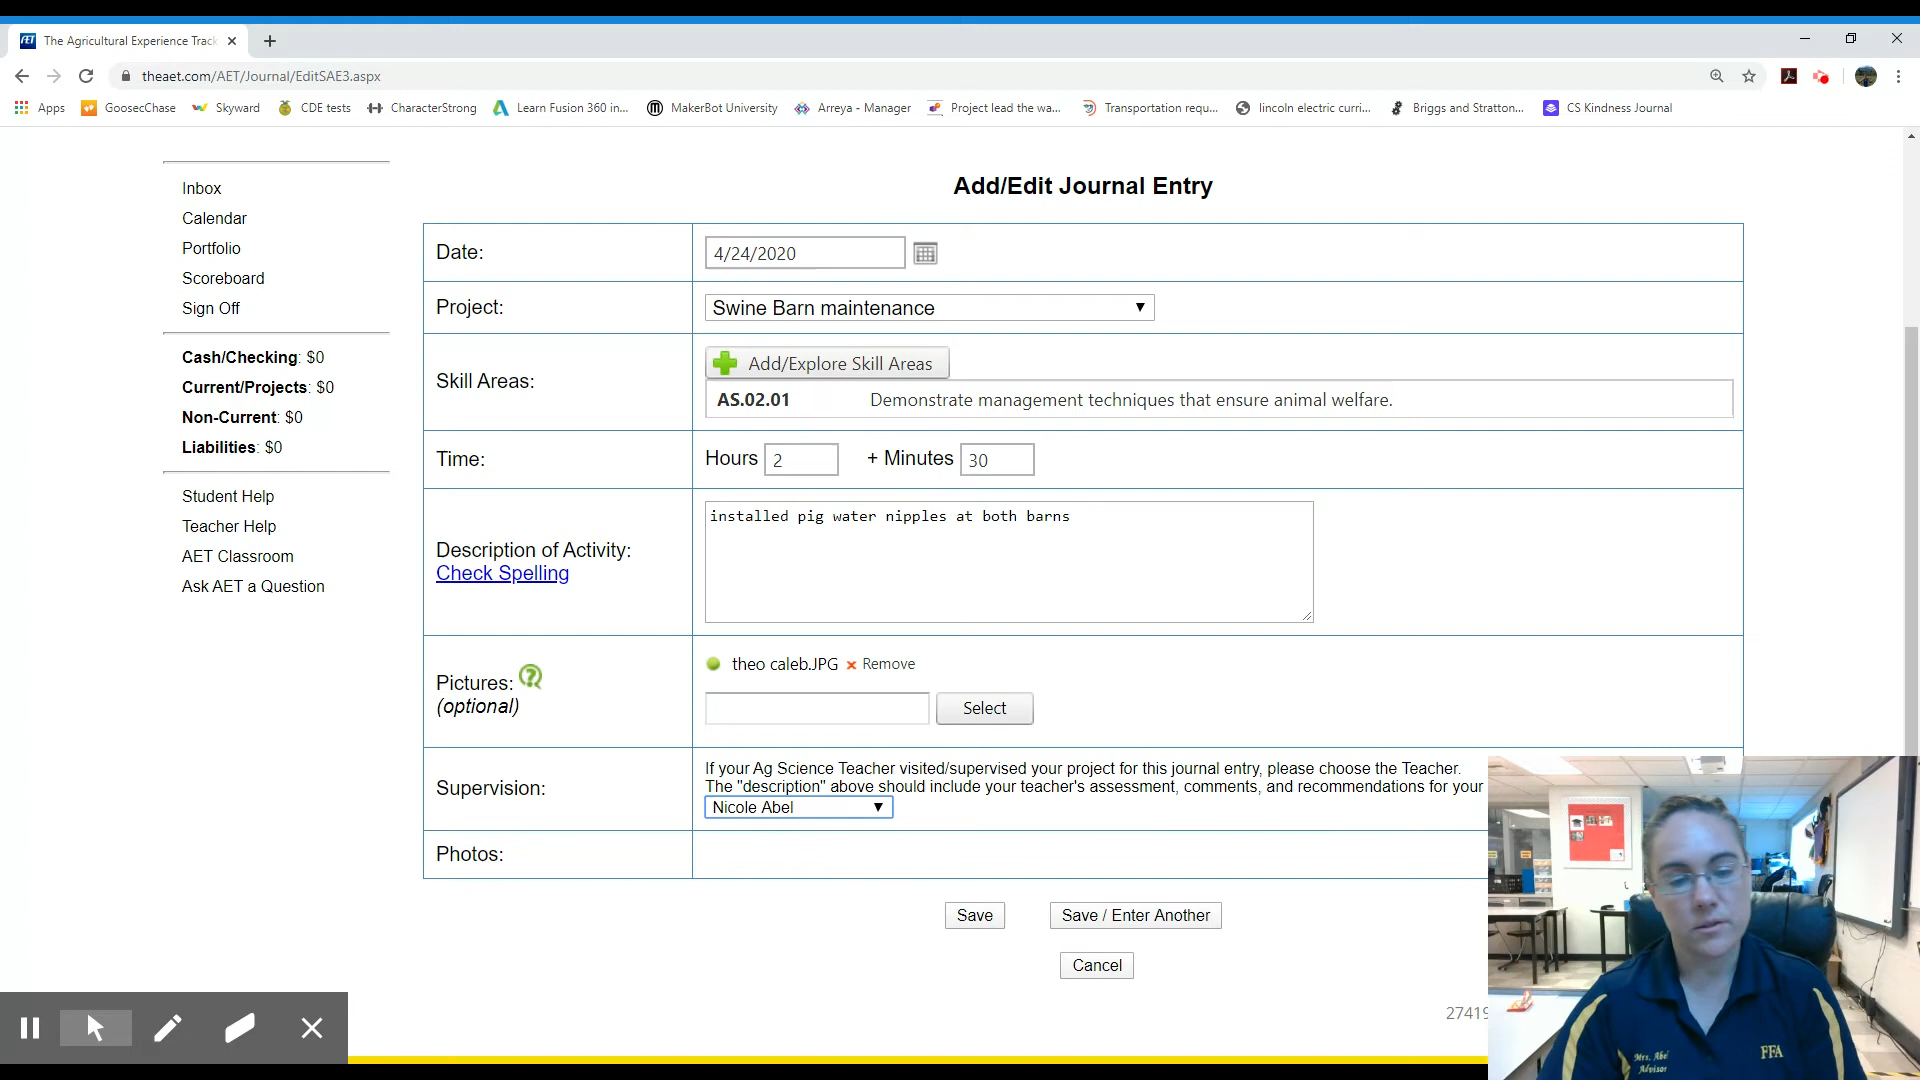 The Agricultural Experience Track
theaet.com/AET/Journal/EditSAE3.aspx
Apps GoosecChase Skyward CDE tests CharacterStrong Learn Fusion 360 in... MakerBot University Arreya - Manager Project lead the wa... Transportation requ... lincoln electric curri... Briggs and Stratton... CS Kindness Journal
Inbox
Calendar
Portfolio
Scoreboard
Sign Off
Cash/Checking: $0
Current/Projects: $0
Non-Current: $0
Liabilities: $0
Student Help
Teacher Help
AET Classroom
Ask AET a Question
Add/Edit Journal Entry
Date: 4/24/2020
Project: Swine Barn maintenance
Skill Areas: Add/Explore Skill Areas
AS.02.01 Demonstrate management techniques that ensure animal welfare.
Time: Hours 2 + Minutes 30
installed pig water nipples at both barns
Description of Activity:
Check Spelling
theo caleb.JPG Remove
Pictures:
(optional)
Select
Supervision:
If your Ag Science Teacher visited/supervised your project for this journal entry, please choose the Teacher.
The "description" above should include your teacher's assessment, comments, and recommendations for your
Nicole Abel
Photos:
Save Save / Enter Another
Cancel
27419
Mrs. Abel
Advisor
FFA